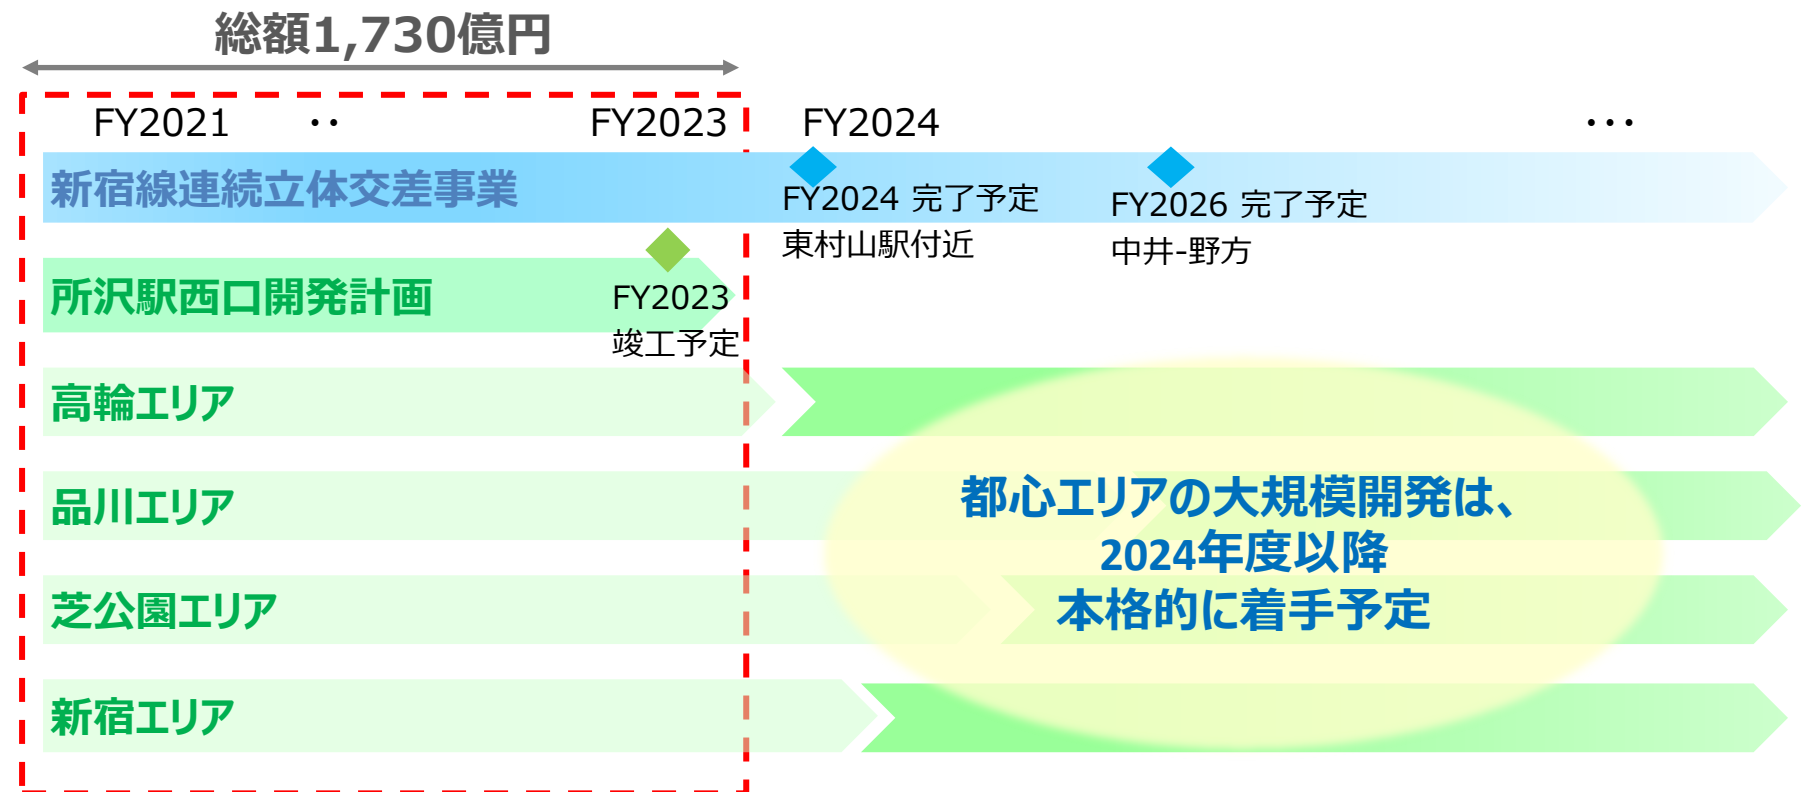 総額1,730億円
FY2021 ‥ FY2023 FY2024 …
新宿線連続立体交差事業
FY2024 完了予定
東村山駅付近
FY2026 完了予定
中井-野方
所沢駅西口開発計画
FY2023
竣工予定
高輪エリア
品川エリア
芝公園エリア
新宿エリア
都心エリアの大規模開発は、
2024年度以降
本格的に着手予定